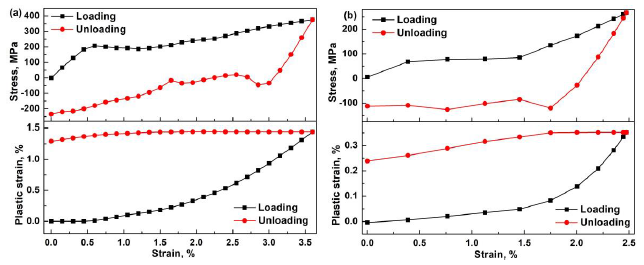 (a)
Stress, MPa
400
300
200
100
0
-100
-200
Loading
Unloading
Plastic strain, %
1.5
1.0
0.5
0.0
Loading
Unloading
0.0 0.5 1.0 1.5 2.0 2.5 3.0 3.5
Strain, %
(b)
Stress, MPa
200
100
0
-100
Loading
Unloading
Plastic strain, %
0.3
0.2
0.1
0.0
Loading
Unloading
0.0 0.5 1.0 1.5 2.0 2.5
Strain, %